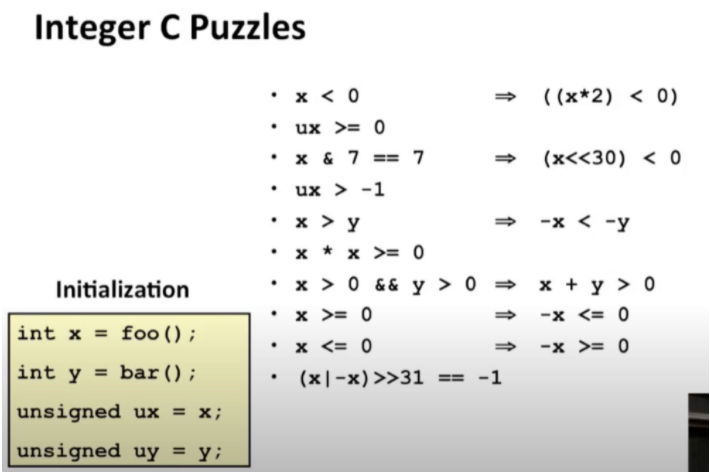 Integer C Puzzles
• x < 0 ⇒ ((x*2) < 0)
• ux >= 0
• x & 7 == 7 ⇒ (x<<30) < 0
• ux > -1
• x > y ⇒ -x < -y
• x * x >= 0
• x > 0 && y > 0 ⇒ x + y > 0
• x >= 0 ⇒ -x <= 0
• x <= 0 ⇒ -x >= 0
• (x|-x)>>31 == -1
Initialization
int x = foo();
int y = bar();
unsigned ux = x;
unsigned uy = y;